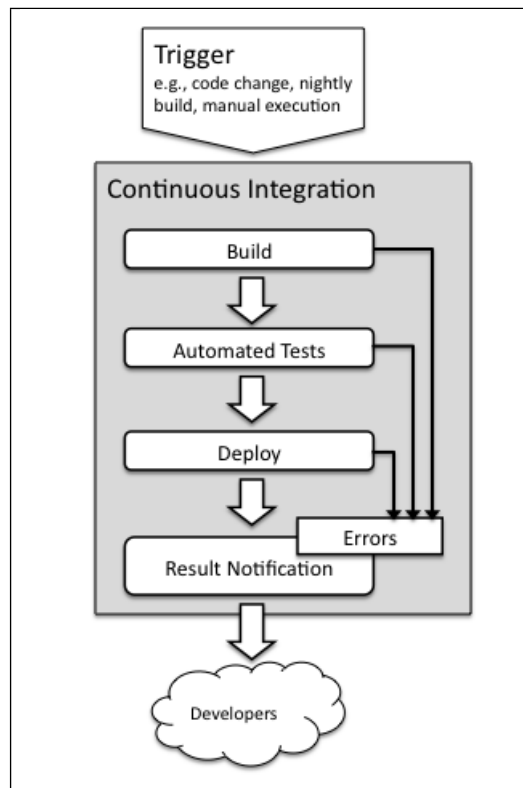 Trigger
e.g., code change, nightly
build, manual execution
Continuous Integration
Build
Automated Tests
Deploy
Errors
Result Notification
Developers